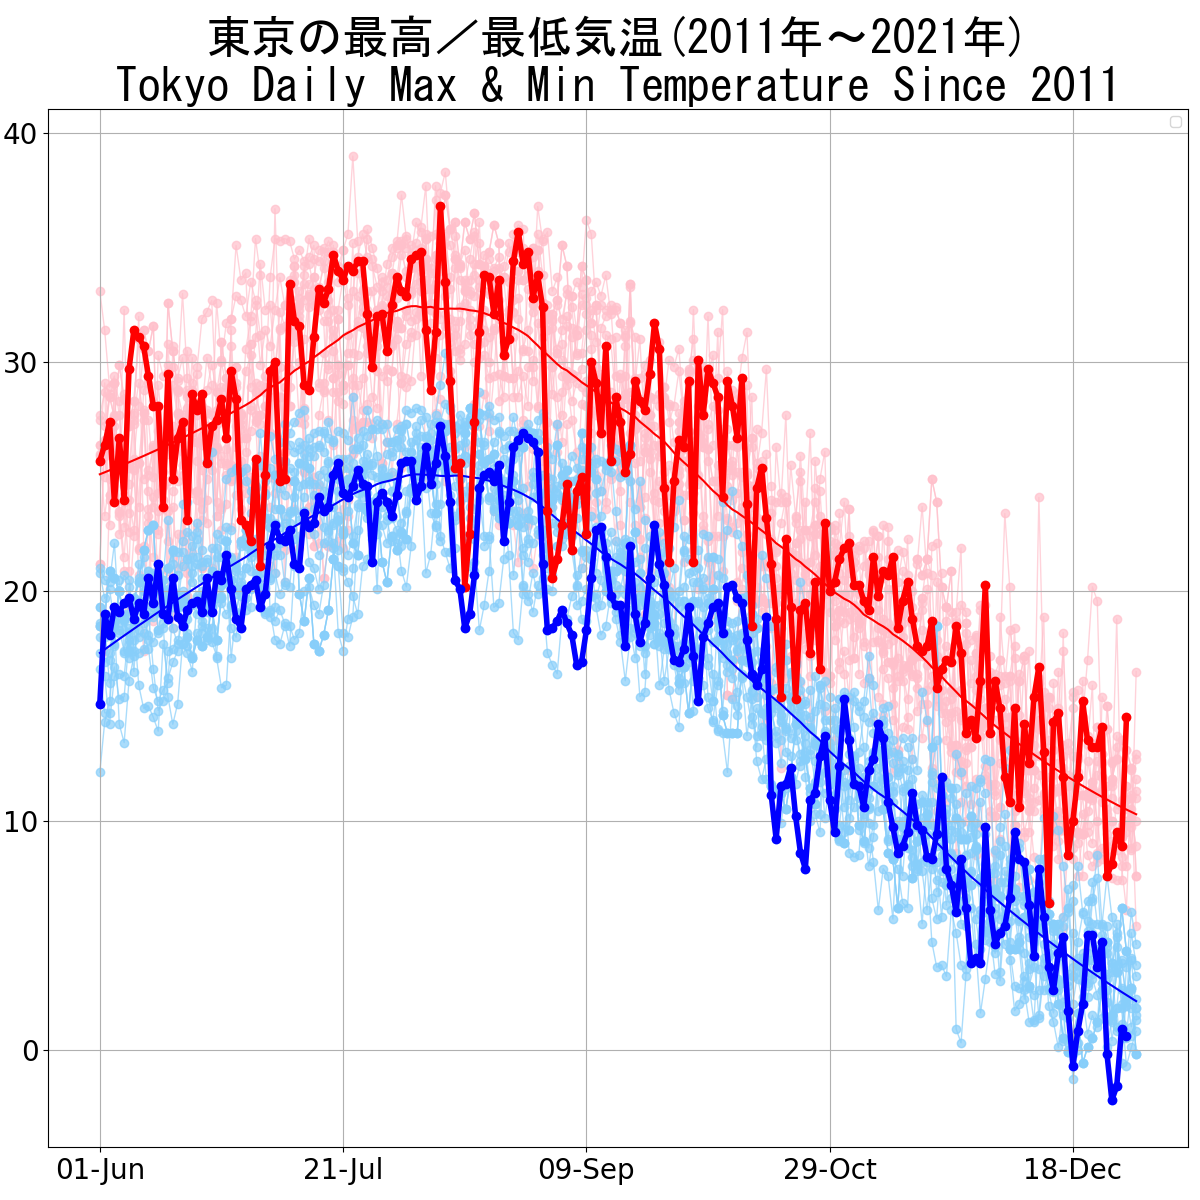 東京の最高／最低気温(2011年～2021年)
Tokyo Daily Max & Min Temperature Since 2011
40
30
20
10
0
01-Jun 21-Jul 09-Sep 29-Oct 18-Dec